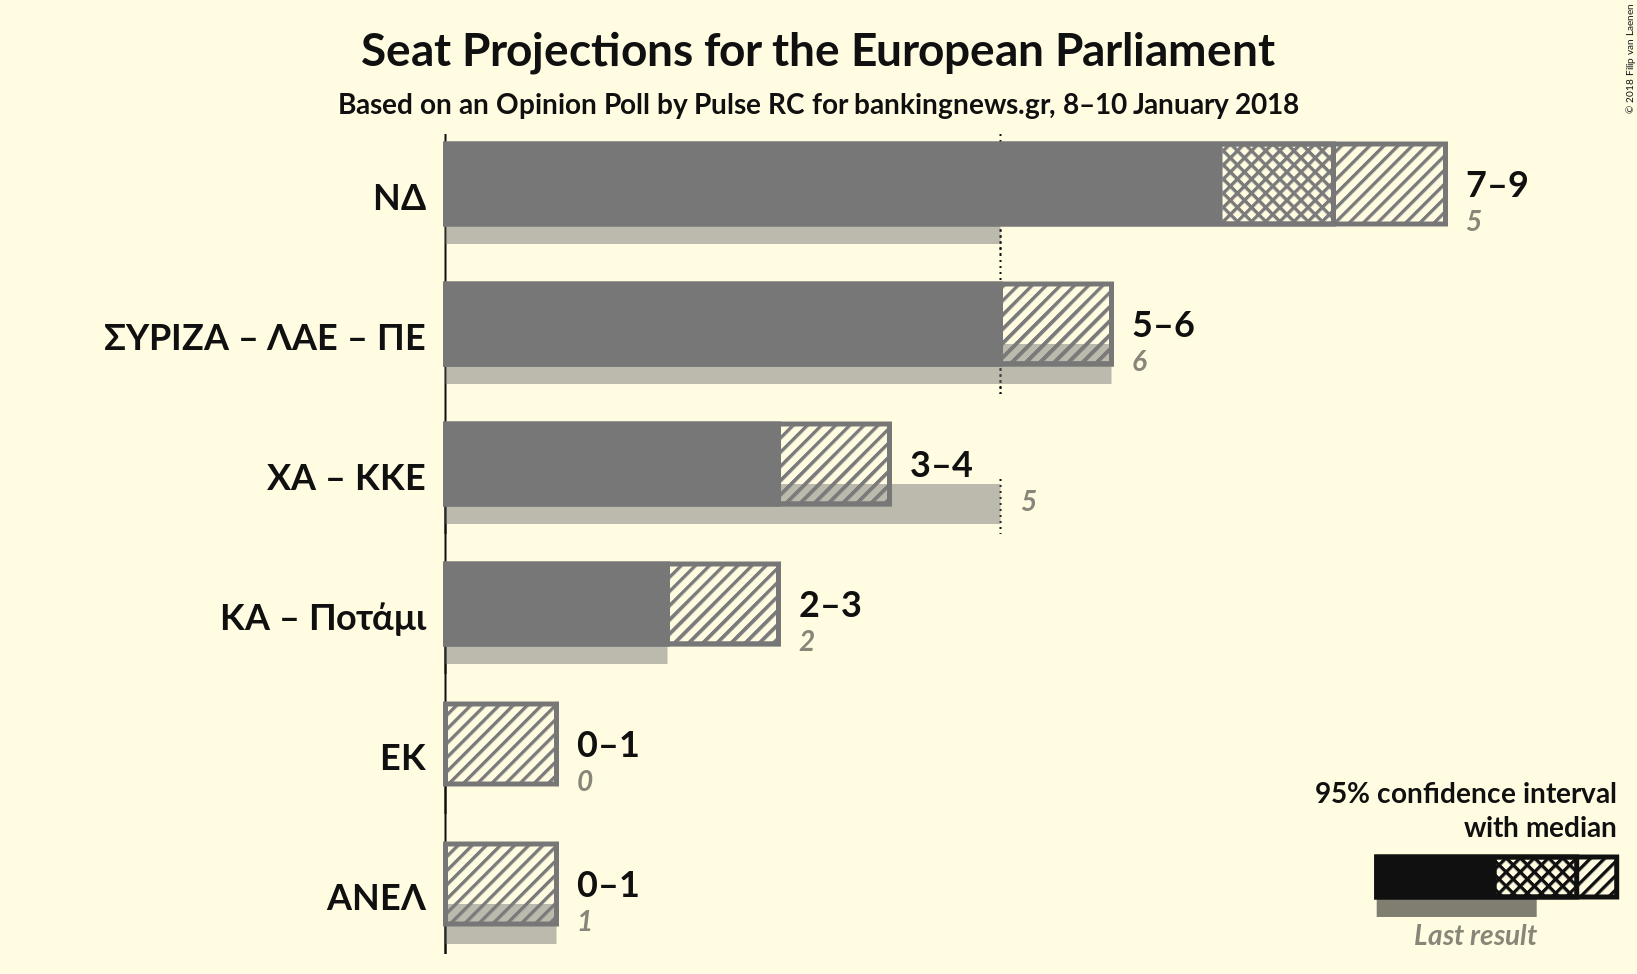 Seat Projections for the European Parliament
Based on an Opinion Poll by Pulse RC for bankingnews.gr, 8–10 January 2018
© 2018 Filip van Laenen
ΝΔ
7–9
5
ΣΥΡΙΖΑ – ΛΑΕ – ΠΕ
5–6
6
ΧΑ – ΚΚΕ
3–4
5
ΚΑ – Ποτάμι
2–3
2
ΕΚ
0–1
0
ΑΝΕΛ
0–1
1
95% confidence interval
with median
Last result